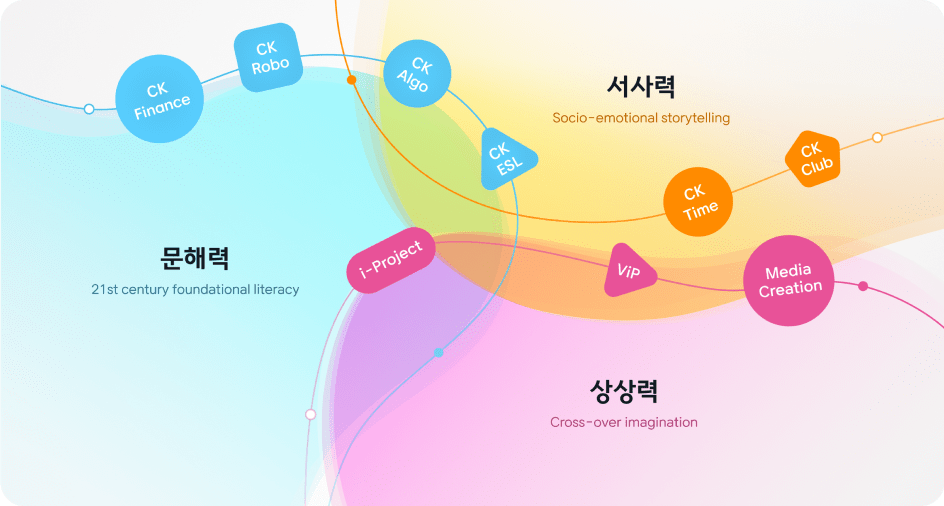 CK
Finance
CK
Robo
CK
Algo
CK
ESL
서사력
Socio-emotional storytelling
CK
Time
CK
Club
문해력
21st century foundational literacy
i-Project
ViP
Media
Creation
상상력
Cross-over imagination